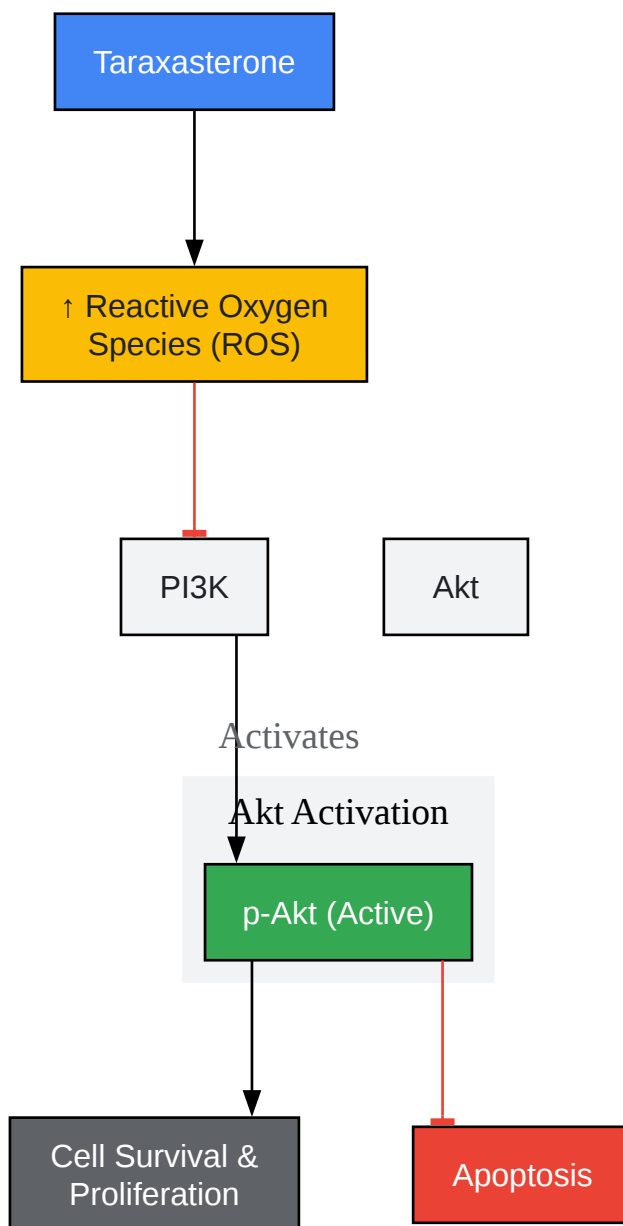 Taraxasterone
↑ Reactive Oxygen
Species (ROS)
PI3K
Akt
Activates
Akt Activation
p-Akt (Active)
Cell Survival &
Proliferation
Apoptosis